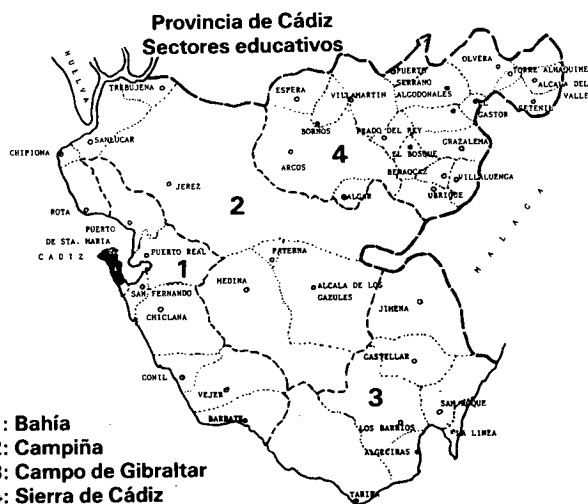 Provincia de Cádiz
Sectores educativos
HUELVA
TREBUJENA
ESPERA
VILLAMARTIN
PUERTO
SERRANO
ALGODONALES
OLVERA
TORRE ALHAQUIME
ALCALA DEL
VALLE
SETENIL
GASTOR
BORNOS
PRADO DEL REY
GRAZALEMA
EL BOSQUE
SANLUCAR
CHIPIONA
ARCOS
4
BENAOCAZ
VILLALUENGA
UBRIQUE
JEREZ
ALGAR
2
ROTA
PUERTO
DE STA. MARIA
CADIZ
MALAGA
PUERTO REAL
PATERNA
1
SAN FERNANDO
MEDINA
ALCALA DE LOS
GAZULES
JIMENA
CHICLANA
CASTELLAR
CONIL
VEJER
3
SAN ROQUE
BARBATE
LOS BARRIOS
LA LINEA
ALGECIRAS
TARIFA
: Bahía
: Campiña
: Campo de Gibraltar
: Sierra de Cádiz